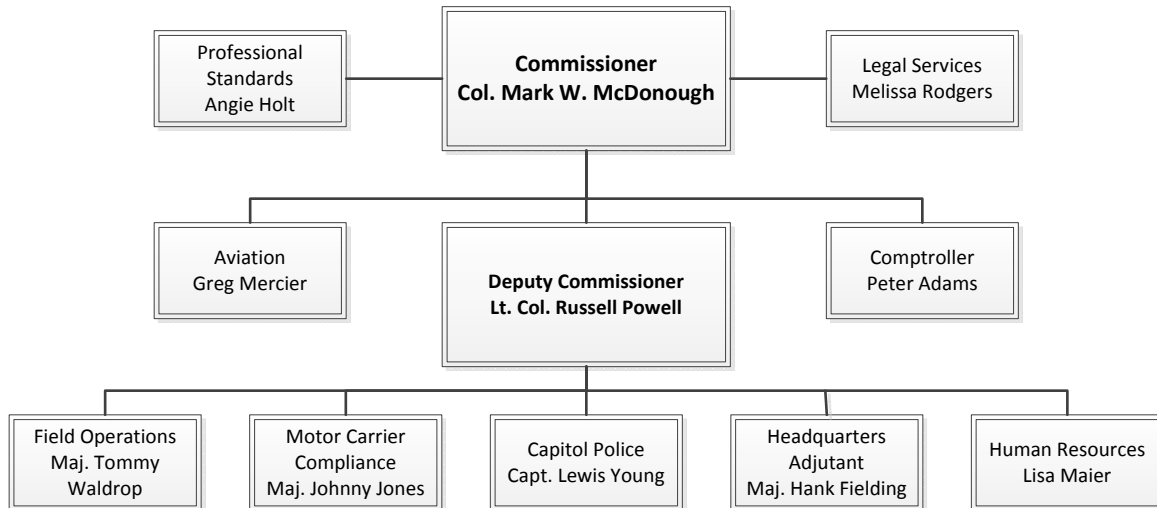 Professional
Standards
Angie Holt
Commissioner
Col. Mark W. McDonough
Legal Services
Melissa Rodgers
Aviation
Greg Mercier
Deputy Commissioner
Lt. Col. Russell Powell
Comptroller
Peter Adams
Field Operations
Maj. Tommy
Waldrop
Motor Carrier
Compliance
Maj. Johnny Jones
Capitol Police
Capt. Lewis Young
Headquarters
Adjutant
Maj. Hank Fielding
Human Resources
Lisa Maier